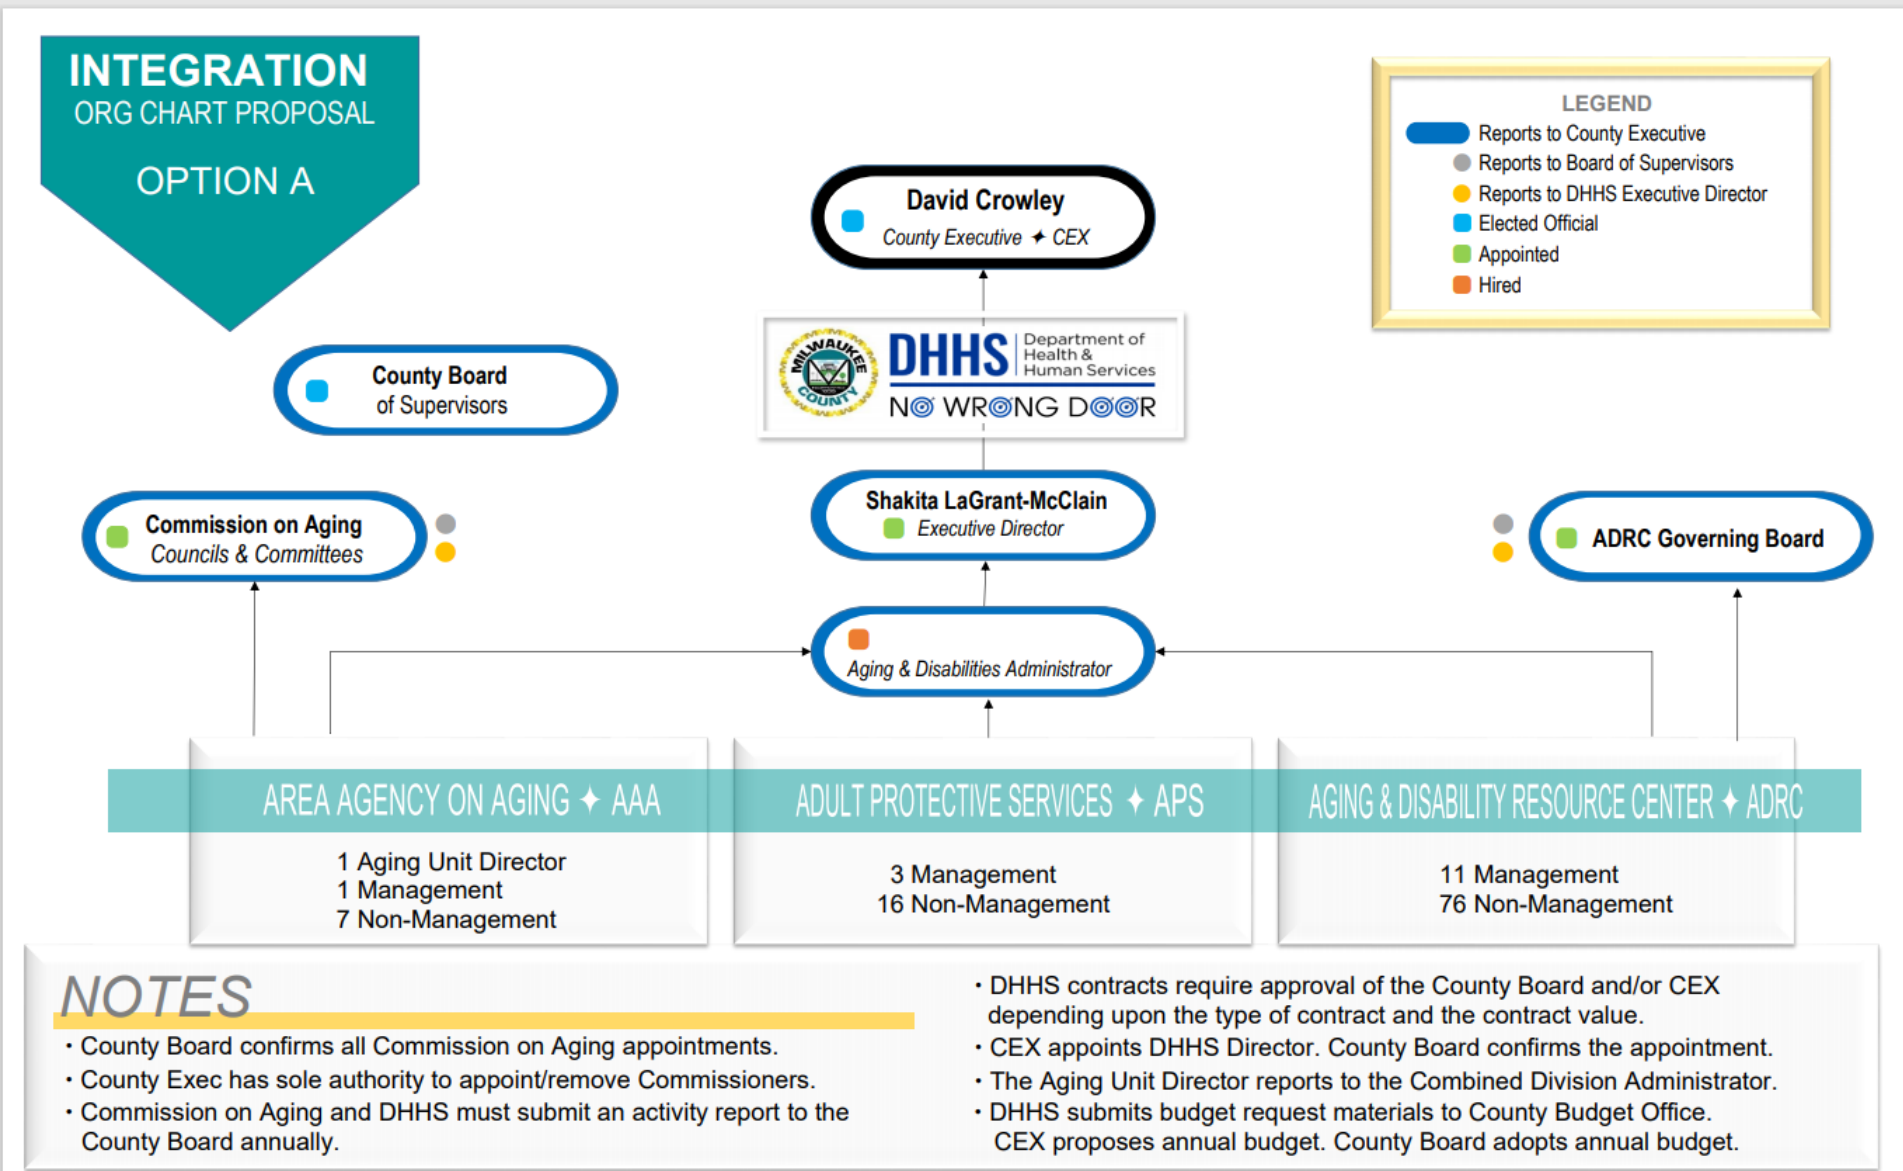 INTEGRATION
ORG CHART PROPOSAL
OPTION A
LEGEND
Reports to County Executive
Reports to Board of Supervisors
Reports to DHHS Executive Director
Elected Official
Appointed
Hired
David Crowley
County Executive ✦ CEX
MILWAUKEE
COUNTY
DHHS
Department of
Health &
Human Services
NO WRONG DOOR
County Board
of Supervisors
Shakita LaGrant-McClain
Executive Director
Commission on Aging
Councils & Committees
ADRC Governing Board
Aging & Disabilities Administrator
AREA AGENCY ON AGING ✦ AAA
1 Aging Unit Director
1 Management
7 Non-Management
ADULT PROTECTIVE SERVICES ✦ APS
3 Management
16 Non-Management
AGING & DISABILITY RESOURCE CENTER ✦ ADRC
11 Management
76 Non-Management
NOTES
· County Board confirms all Commission on Aging appointments.
· County Exec has sole authority to appoint/remove Commissioners.
· Commission on Aging and DHHS must submit an activity report to the
County Board annually.
· DHHS contracts require approval of the County Board and/or CEX
depending upon the type of contract and the contract value.
· CEX appoints DHHS Director. County Board confirms the appointment.
· The Aging Unit Director reports to the Combined Division Administrator.
· DHHS submits budget request materials to County Budget Office.
CEX proposes annual budget. County Board adopts annual budget.